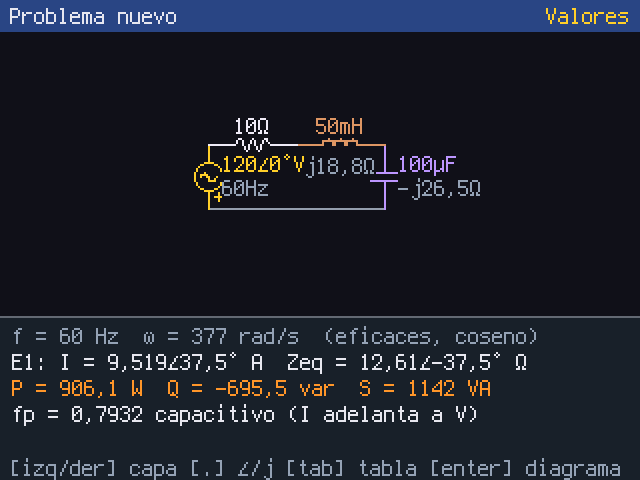 Problema nuevo
Valores
10Ω
50mH
120∠0°V
j18,8Ω
100µF
60Hz
-j26,5Ω
+
f = 60 Hz  ω = 377 rad/s  (eficaces, coseno)
E1: I = 9,519∠37,5° A  Zeq = 12,61∠-37,5° Ω
P = 906,1 W  Q = -695,5 var  S = 1142 VA
fp = 0,7932 capacitivo (I adelanta a V)
[izq/der] capa [.] ∠/j [tab] tabla [enter] diagrama